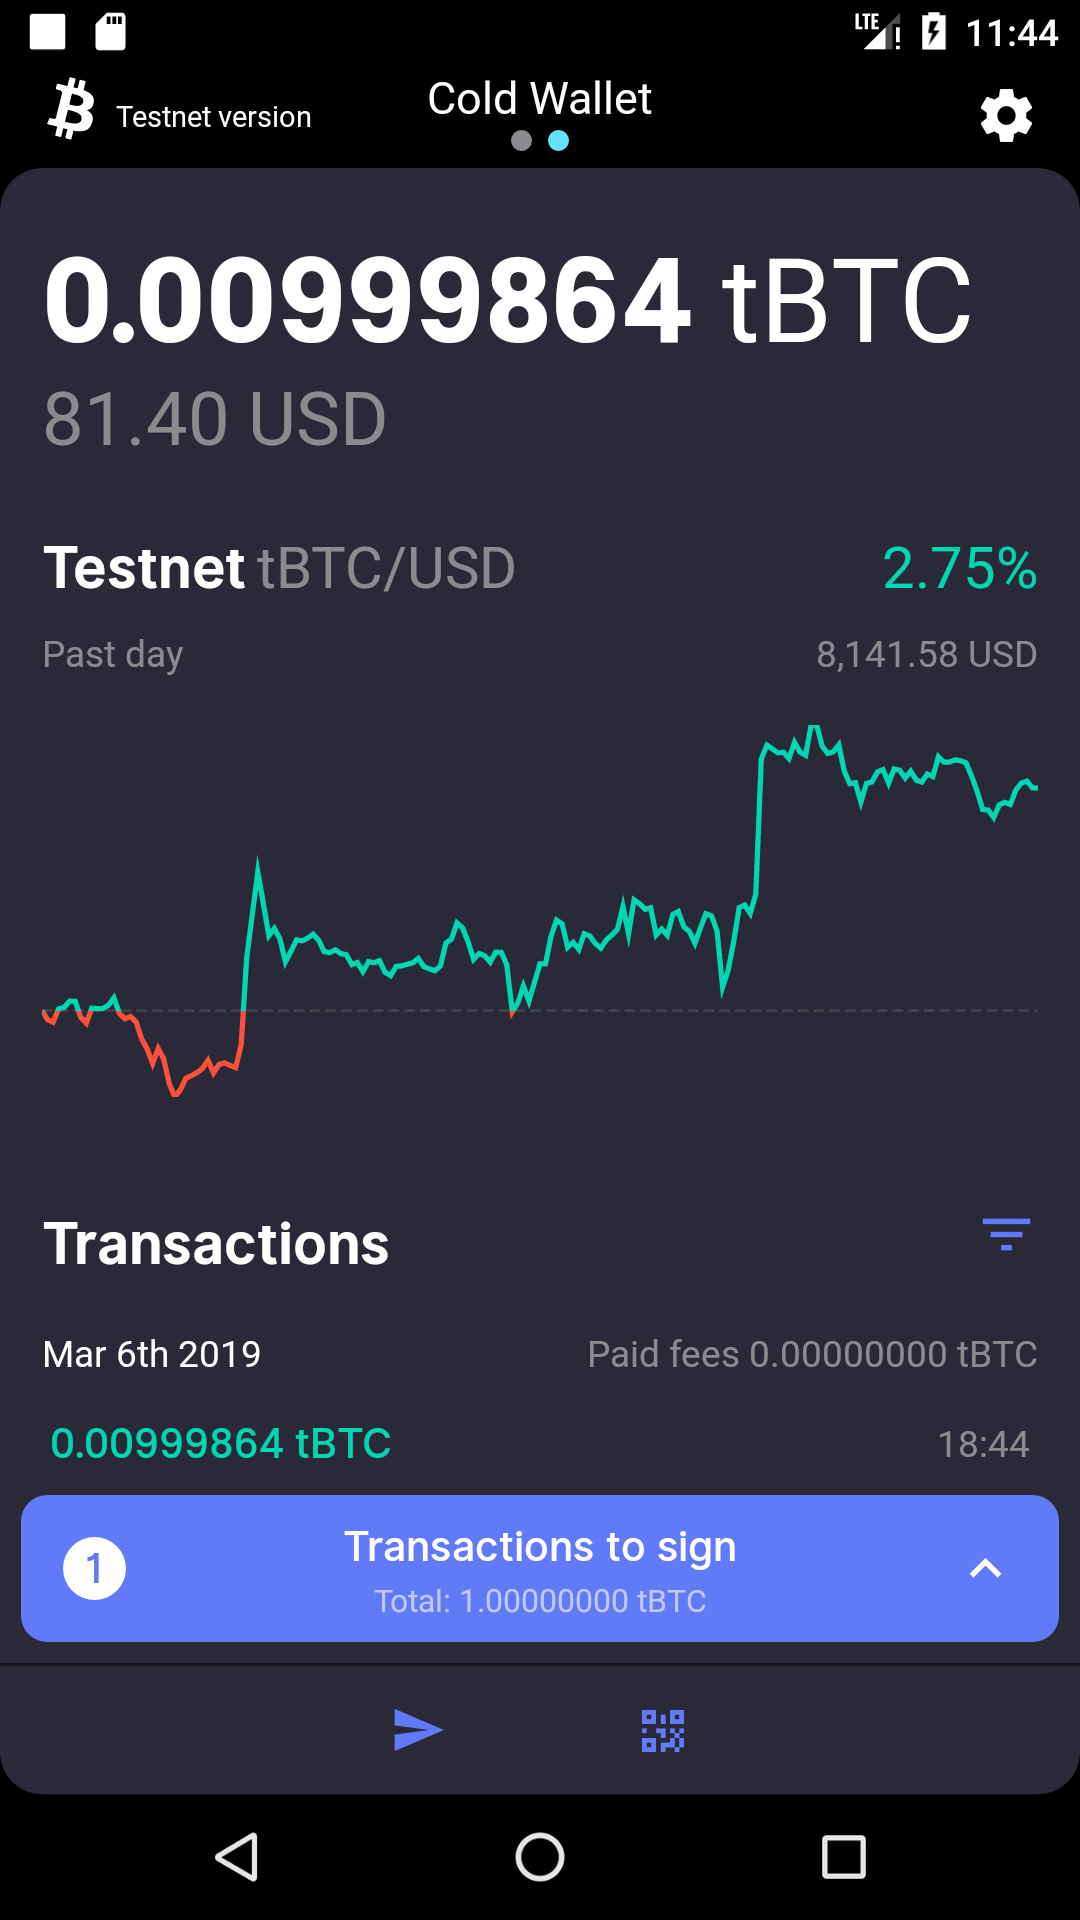 LTE 11:44
Testnet version
Cold Wallet
0.00999864 tBTC
81.40 USD
Testnet tBTC/USD 2.75%
Past day 8,141.58 USD
Transactions
Mar 6th 2019 Paid fees 0.00000000 tBTC
0.00999864 tBTC 18:44
1 Transactions to sign
Total: 1.00000000 tBTC